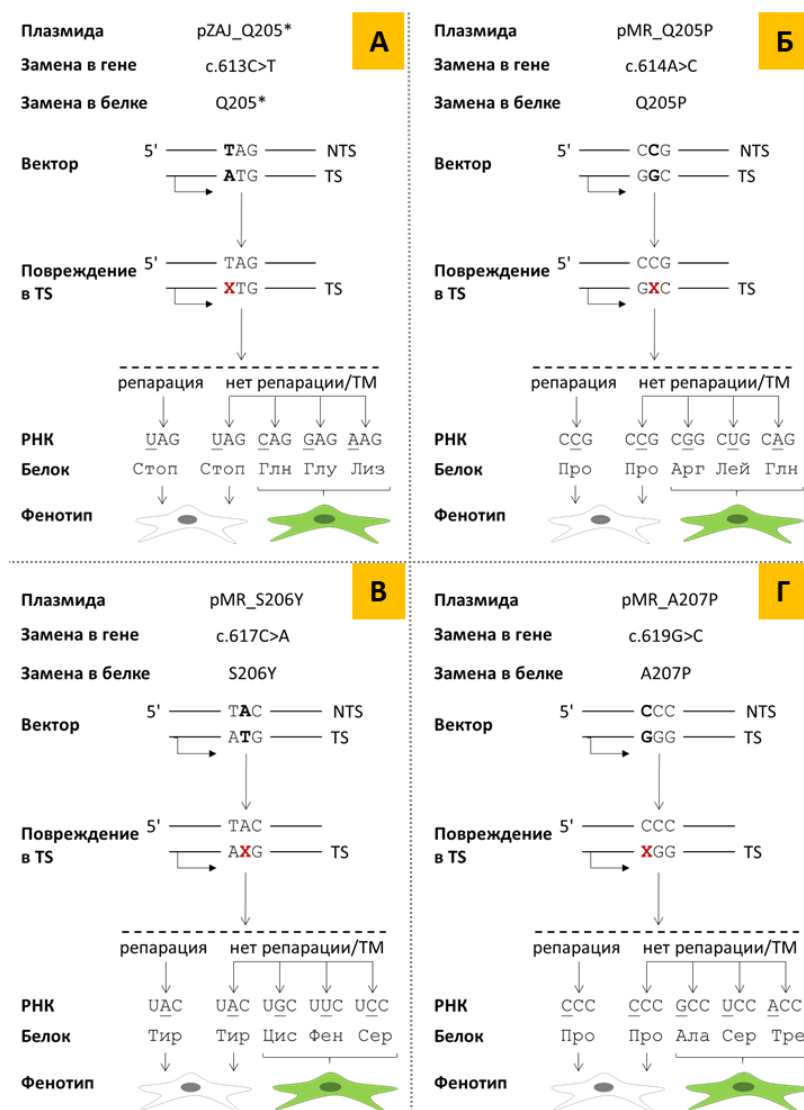 Плазмида pZAJ_Q205* А
Замена в гене c.613C>T
Замена в белке Q205*
Вектор 5' TAG NTS
ATG TS
Повреждение в TS 5' TAG
XTG TS
репарация нет репарации/ТМ
РНК UAG UAG CAG GAG AAG
Белок Стоп Стоп Глн Глу Лиз
Фенотип
Плазмида pMR_Q205P Б
Замена в гене c.614A>C
Замена в белке Q205P
Вектор 5' CCG NTS
GGC TS
Повреждение в TS 5' CCG
GXC TS
репарация нет репарации/ТМ
РНК CCG CCG CGG CUG CAG
Белок Про Про Арг Лей Глн
Фенотип
Плазмида pMR_S206Y В
Замена в гене c.617C>A
Замена в белке S206Y
Вектор 5' TAC NTS
ATG TS
Повреждение в TS 5' TAC
AXG TS
репарация нет репарации/ТМ
РНК UAC UAC UGC UUC UCC
Белок Тир Тир Цис Фен Сер
Фенотип
Плазмида pMR_A207P Г
Замена в гене c.619G>C
Замена в белке A207P
Вектор 5' CCC NTS
GGG TS
Повреждение в TS 5' CCC
XGG TS
репарация нет репарации/ТМ
РНК CCC CCC GCC UCC ACC
Белок Про Про Ала Сер Тре
Фенотип